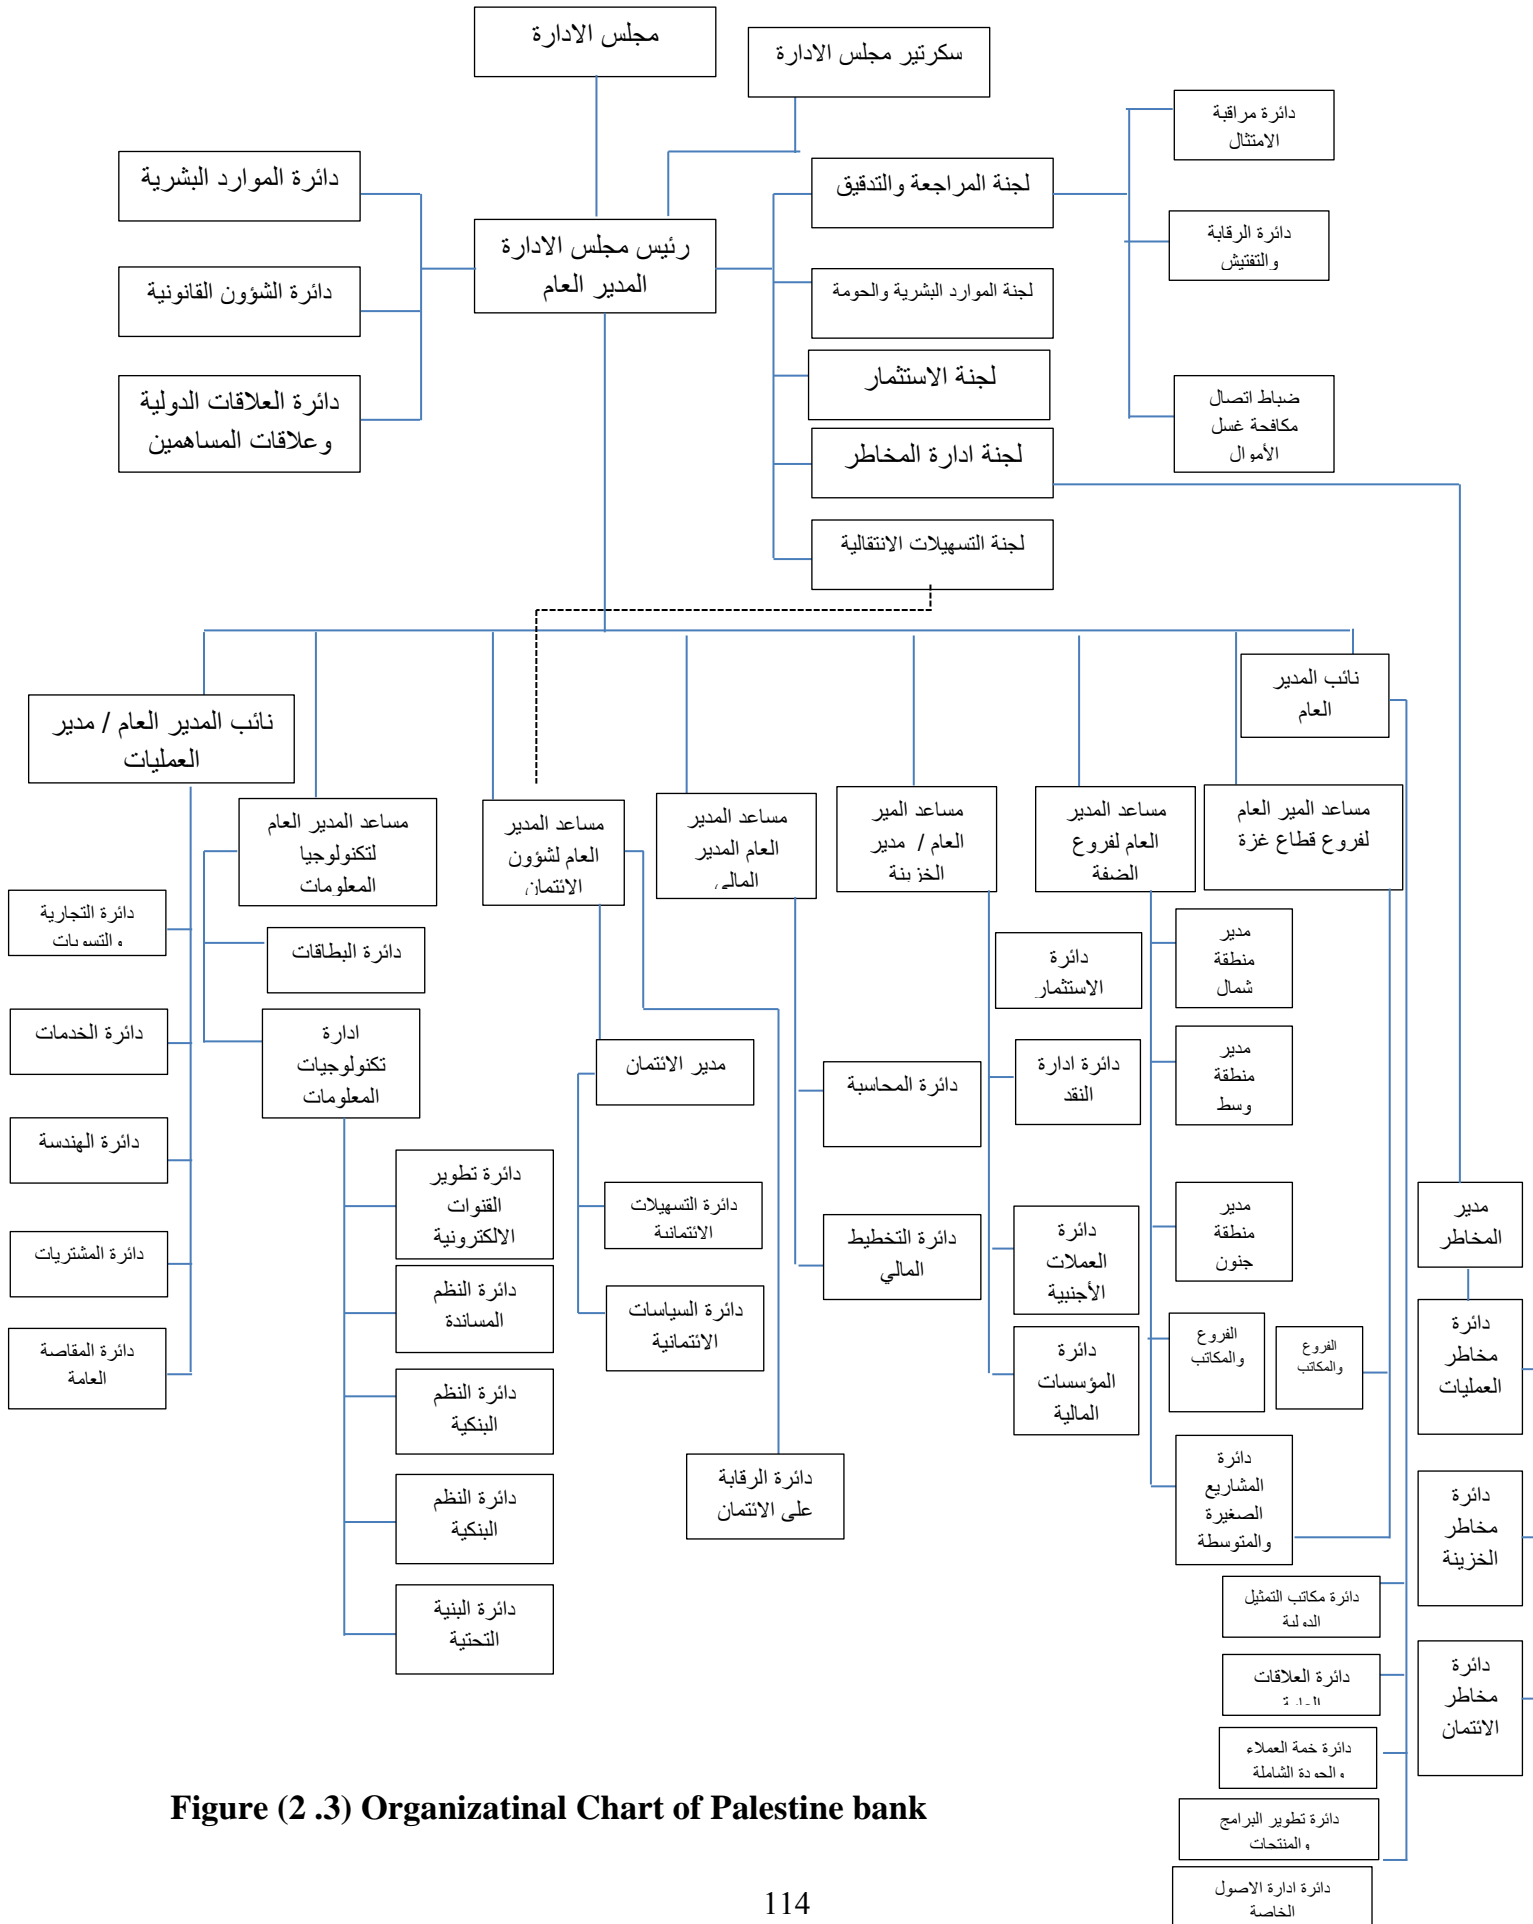 مجلس الادارة
سكرتير مجلس الادارة
دائرة مراقبة
الامتثال
دائرة الموارد البشرية
لجنة المراجعة والتدقيق
دائرة الرقابة
والتفتيش
رئيس مجلس الادارة
المدير العام
دائرة الشؤون القانونية
لجنة الموارد البشرية والحومة
لجنة الاستثمار
دائرة العلاقات الدولية
وعلاقات المساهمين
ضباط اتصال
مكافحة غسل
الأموال
لجنة ادارة المخاطر
لجنة التسهيلات الانتقالية
نائب المدير
العام
نائب المدير العام / مدير
العمليات
مساعد المدير العام
لتكنولوجيا
المعلومات
مساعد المدير
العام لشؤون
الائتمان
مساعد المدير
العام المدير
المالي
مساعد المير
العام / مدير
الخزينة
مساعد المدير
العام لفروع
الضفة
مساعد المير العام
لفروع قطاع غزة
دائرة التجارية
والتسويات
دائرة البطاقات
دائرة
الاستثمار
مدير
منطقة
شمال
دائرة الخدمات
ادارة
تكنولوجيات
المعلومات
مدير الائتمان
دائرة المحاسبة
دائرة ادارة
النقد
مدير
منطقة
وسط
دائرة الهندسة
دائرة تطوير
القنوات
الالكترونية
دائرة التسهيلات
الائتمانية
دائرة التخطيط
المالي
دائرة
العملات
الأجنبية
مدير
منطقة
جنون
مدير
المخاطر
دائرة المشتريات
دائرة النظم
المساندة
دائرة السياسات
الائتمانية
دائرة
المؤسسات
المالية
الفروع
والمكاتب
الفروع
والمكاتب
دائرة
مخاطر
العمليات
دائرة المقاصة
العامة
دائرة النظم
البنكية
دائرة الرقابة
على الائتمان
دائرة
المشاريع
الصغيرة
والمتوسطة
دائرة
مخاطر
الخزينة
دائرة النظم
البنكية
دائرة البنية
التحتية
دائرة مكاتب التمثيل
الدولية
دائرة العلاقات
العامة
دائرة
مخاطر
الائتمان
دائرة خمة العملاء
والجودة الشاملة
دائرة تطوير البرامج
والمنتجات
دائرة ادارة الاصول
الخاصة
Figure (2 .3) Organizatinal Chart of Palestine bank
114